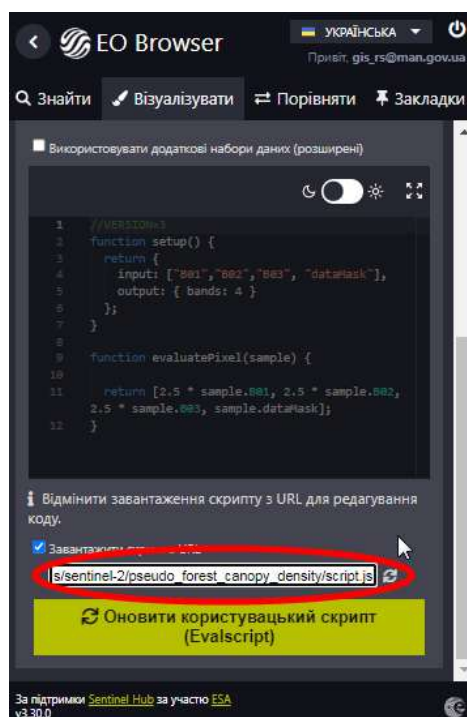 EO Browser
УКРАЇНСЬКА
Привіт, gis_rs@man.gov.ua
Знайти Візуалізувати Порівняти Закладки
Використовувати додаткові набори даних (розширені)
1 //VERSION=3
2 function setup() {
3 return {
4 input: ["B01","B02","B03", "dataMask"],
5 output: { bands: 4 }
6 };
7 }
8
9 function evaluatePixel(sample) {
10
11 return [2.5 * sample.B01, 2.5 * sample.B02,
2.5 * sample.B03, sample.dataMask];
12 }
Відмінити завантаження скрипту з URL для редагування
коду.
Завантажити з URL
s/sentinel-2/pseudo_forest_canopy_density/script.js
Оновити користувацький скрипт
(Evalscript)
За підтримки Sentinel Hub за участю ESA
v3.30.0